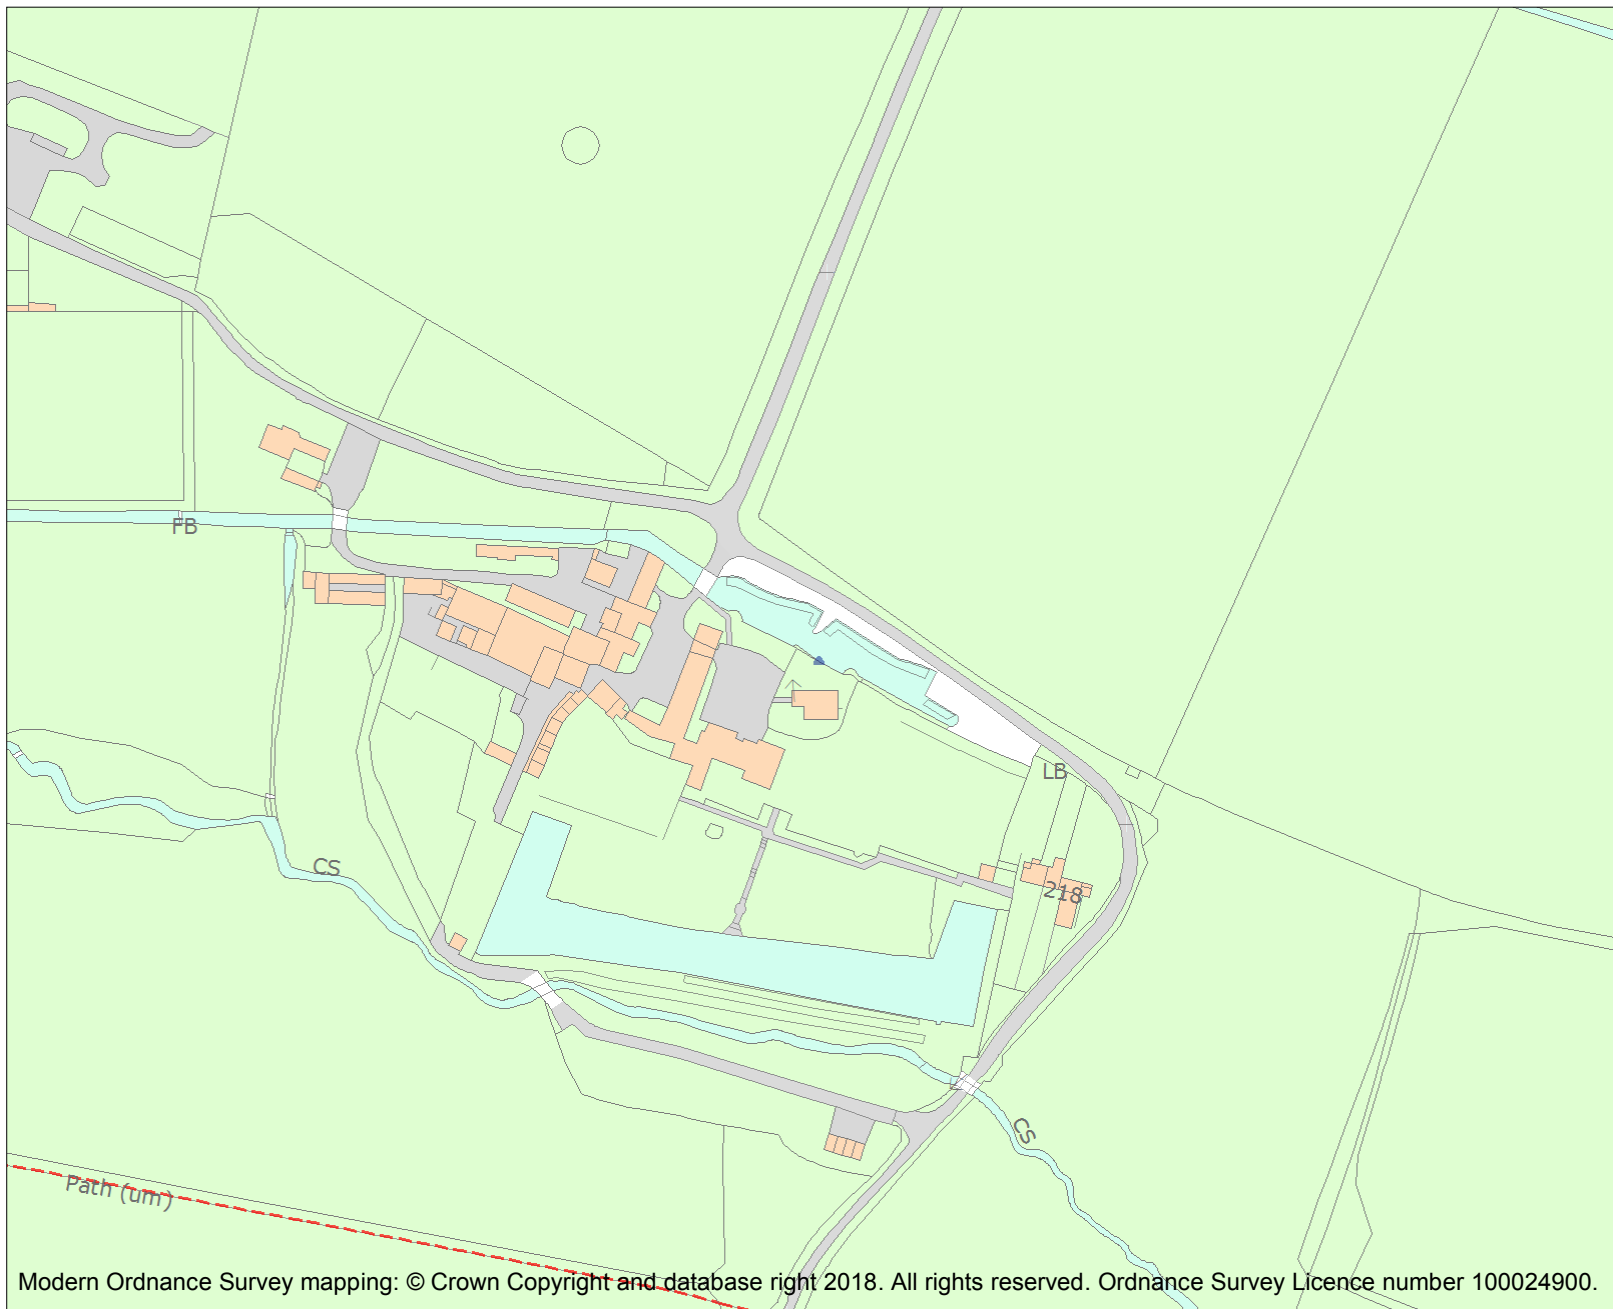 FB
LB
CS
218
CS
Path (um)
Modern Ordnance Survey mapping: © Crown Copyright and database right 2018. All rights reserved. Ordnance Survey Licence number 100024900.